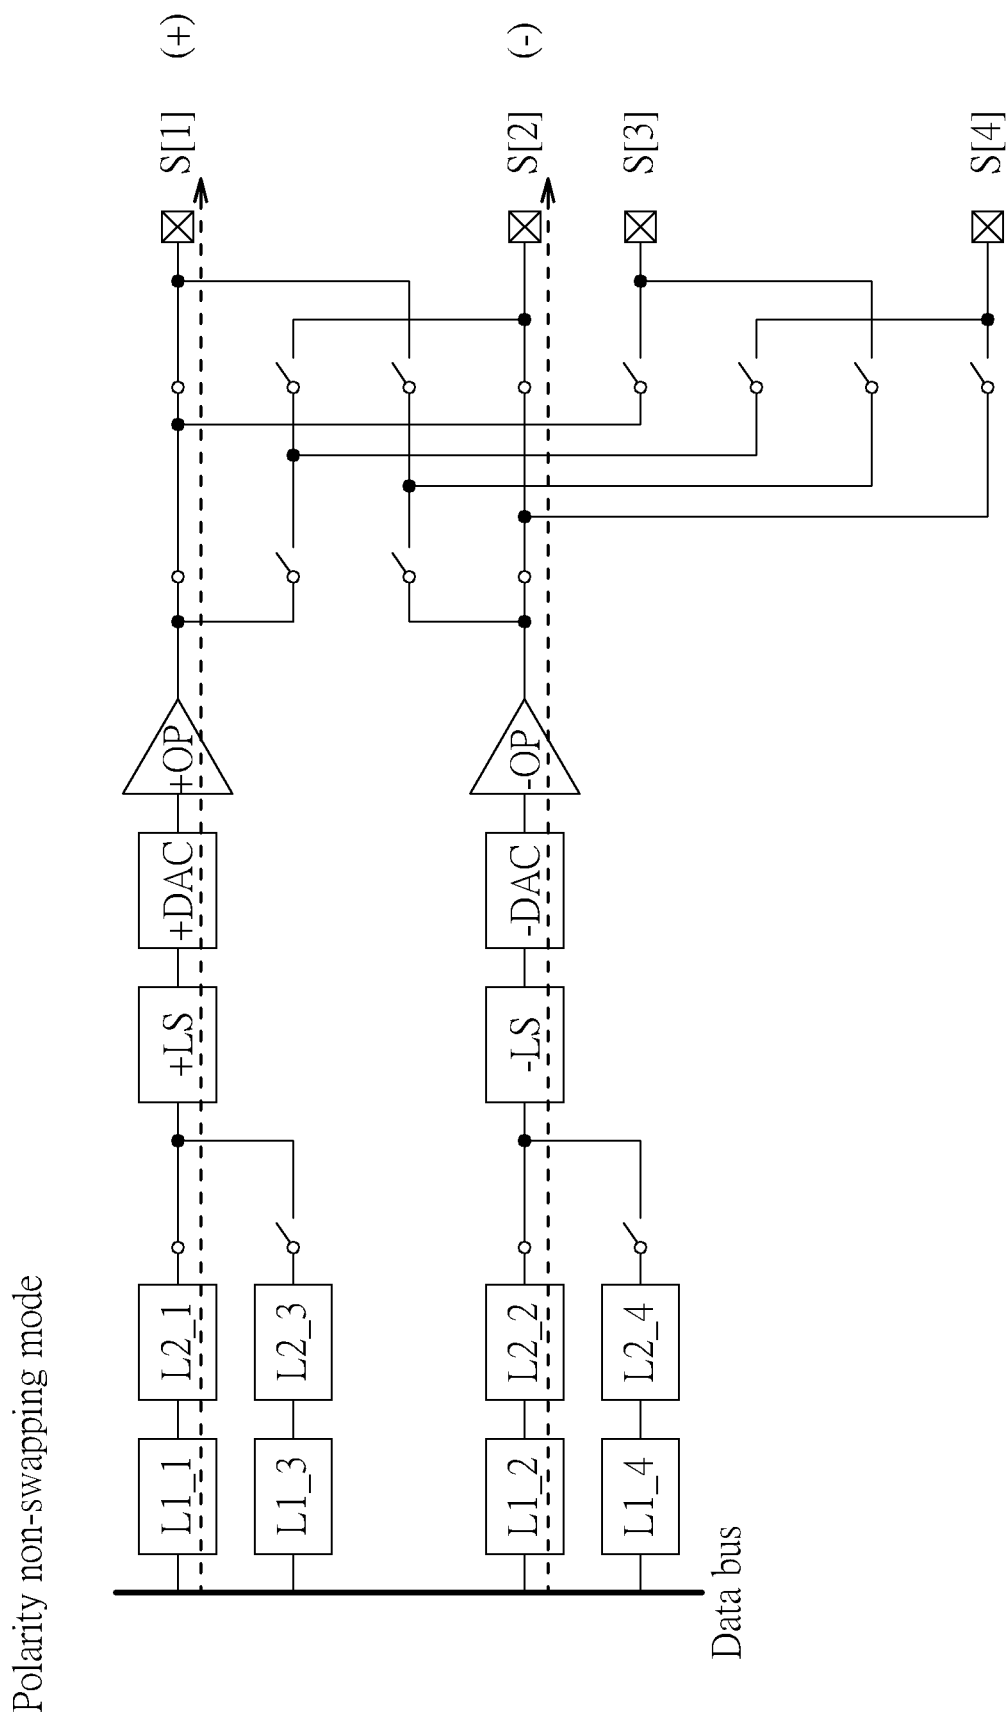 Polarity non-swapping mode
L1_1
L2_1
+LS
+DAC
+OP
S[1]
(+)
L1_3
L2_3
L1_2
L2_2
-LS
-DAC
-OP
S[2]
(-)
L1_4
L2_4
S[3]
Data bus
S[4]